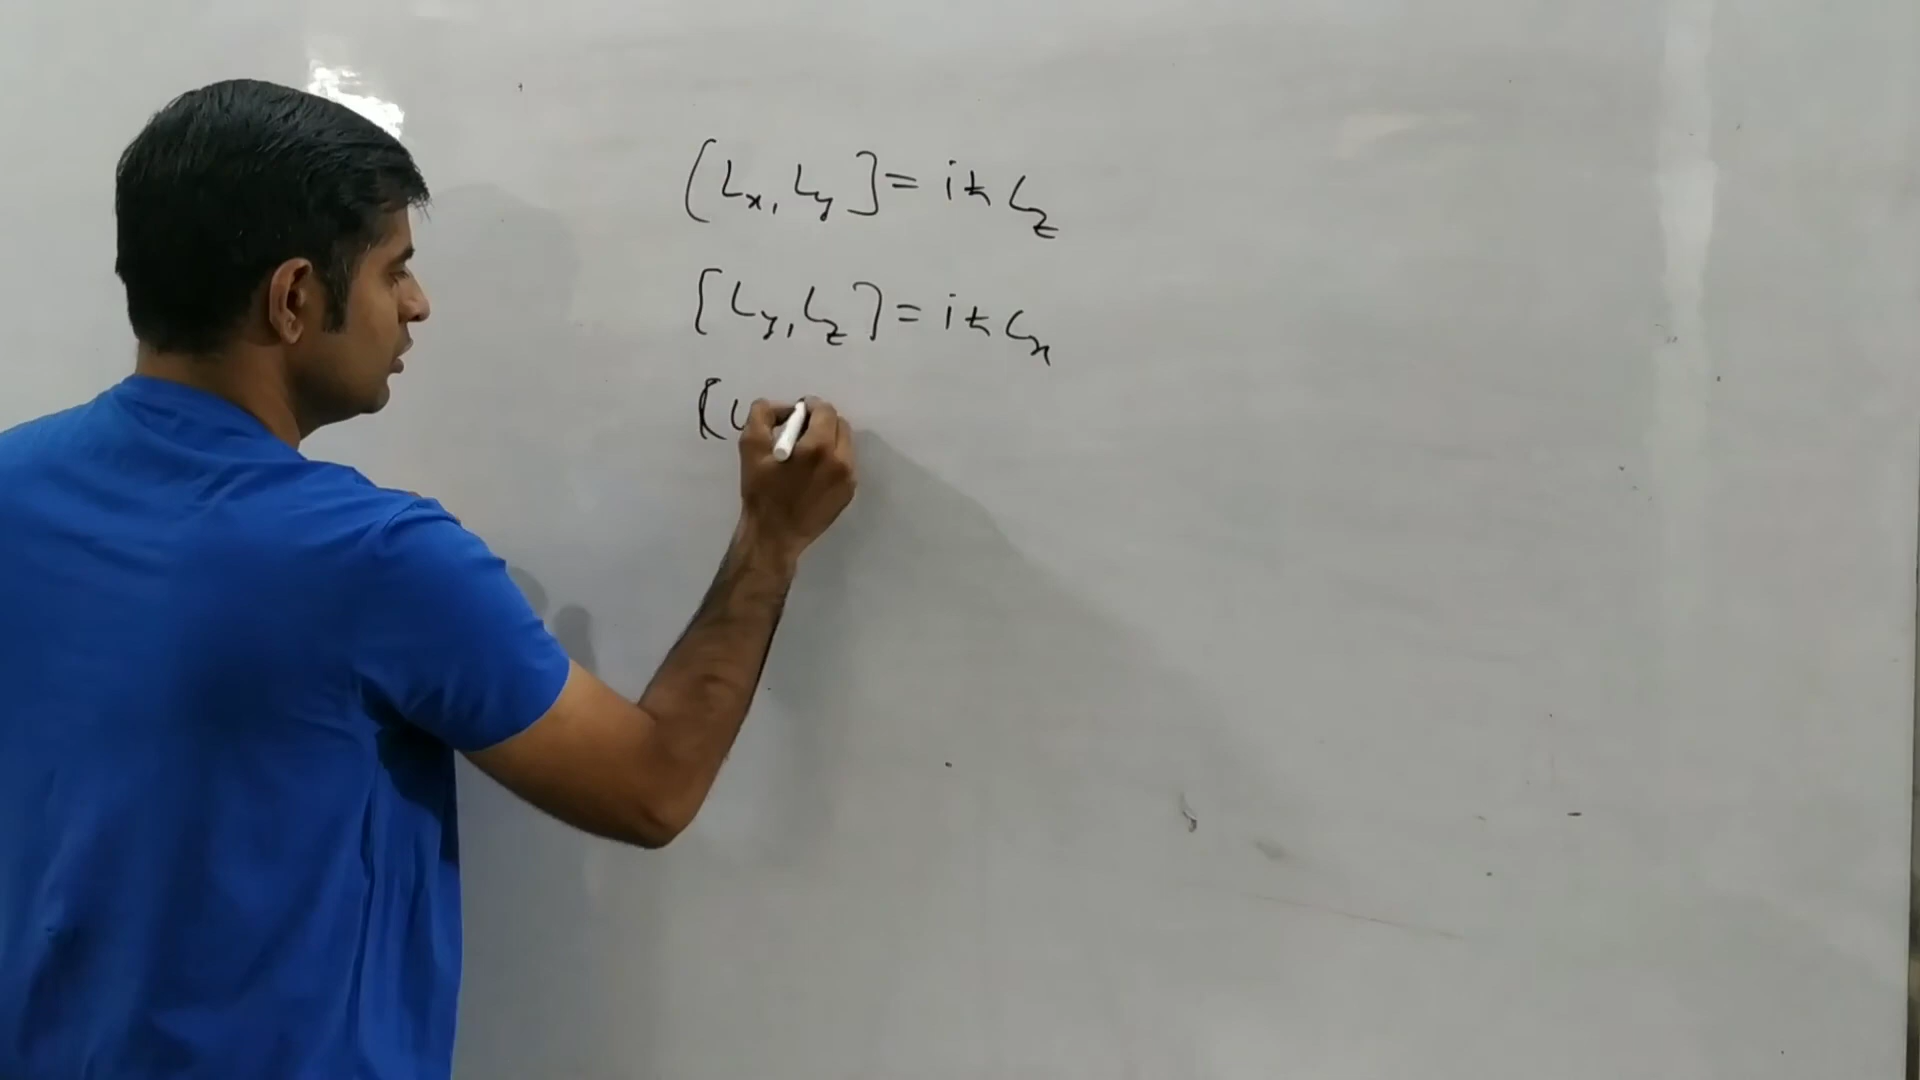 [Lx, Ly] = iħ Lz
[Ly, Lz] = iħ Lx
[L